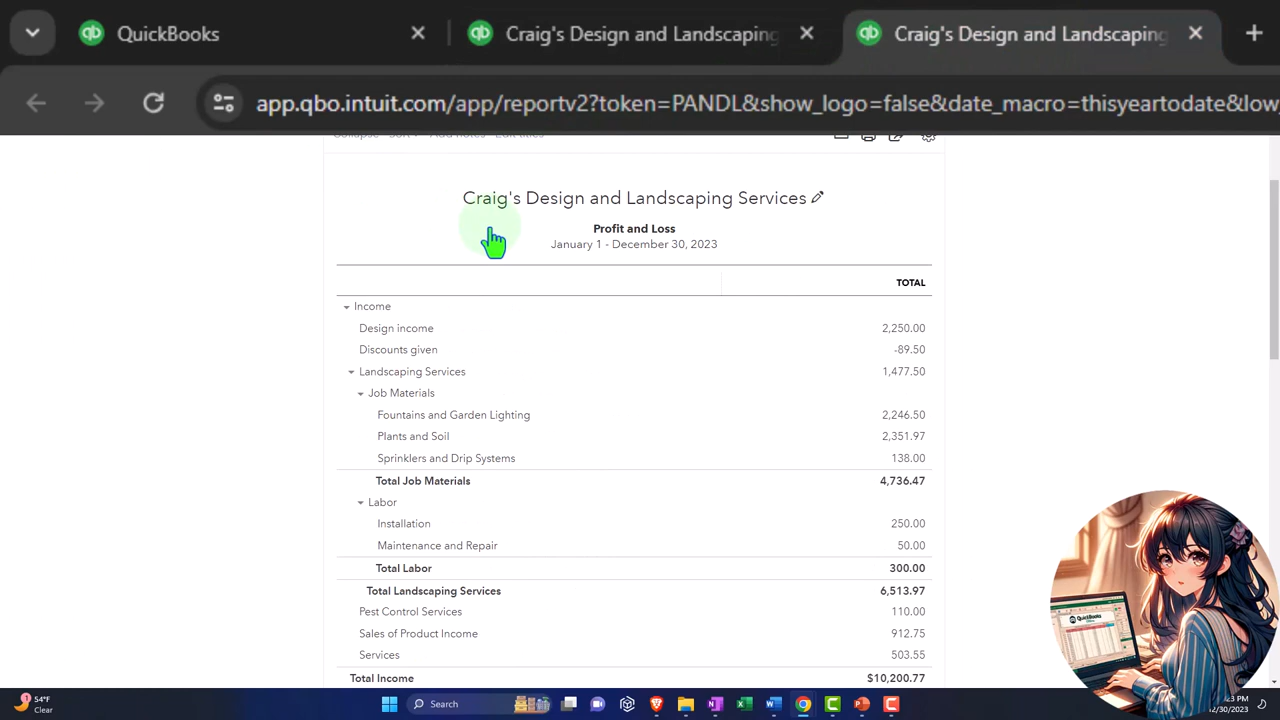 QuickBooks
Craig's Design and Landscaping
Craig's Design and Landscaping
app.qbo.intuit.com/app/reportv2?token=PANDL&show_logo=false&date_macro=thisyeartodate&low_
Craig's Design and Landscaping Services
Profit and Loss
January 1 - December 30, 2023
TOTAL
Income
Design income 2,250.00
Discounts given -89.50
Landscaping Services 1,477.50
Job Materials
Fountains and Garden Lighting 2,246.50
Plants and Soil 2,351.97
Sprinklers and Drip Systems 138.00
Total Job Materials 4,736.47
Labor
Installation 250.00
Maintenance and Repair 50.00
Total Labor 300.00
Total Landscaping Services 6,513.97
Pest Control Services 110.00
Sales of Product Income 912.75
Services 503.55
Total Income $10,200.77
QuickBooks
1
54°F
Clear
Search
12/30/2023